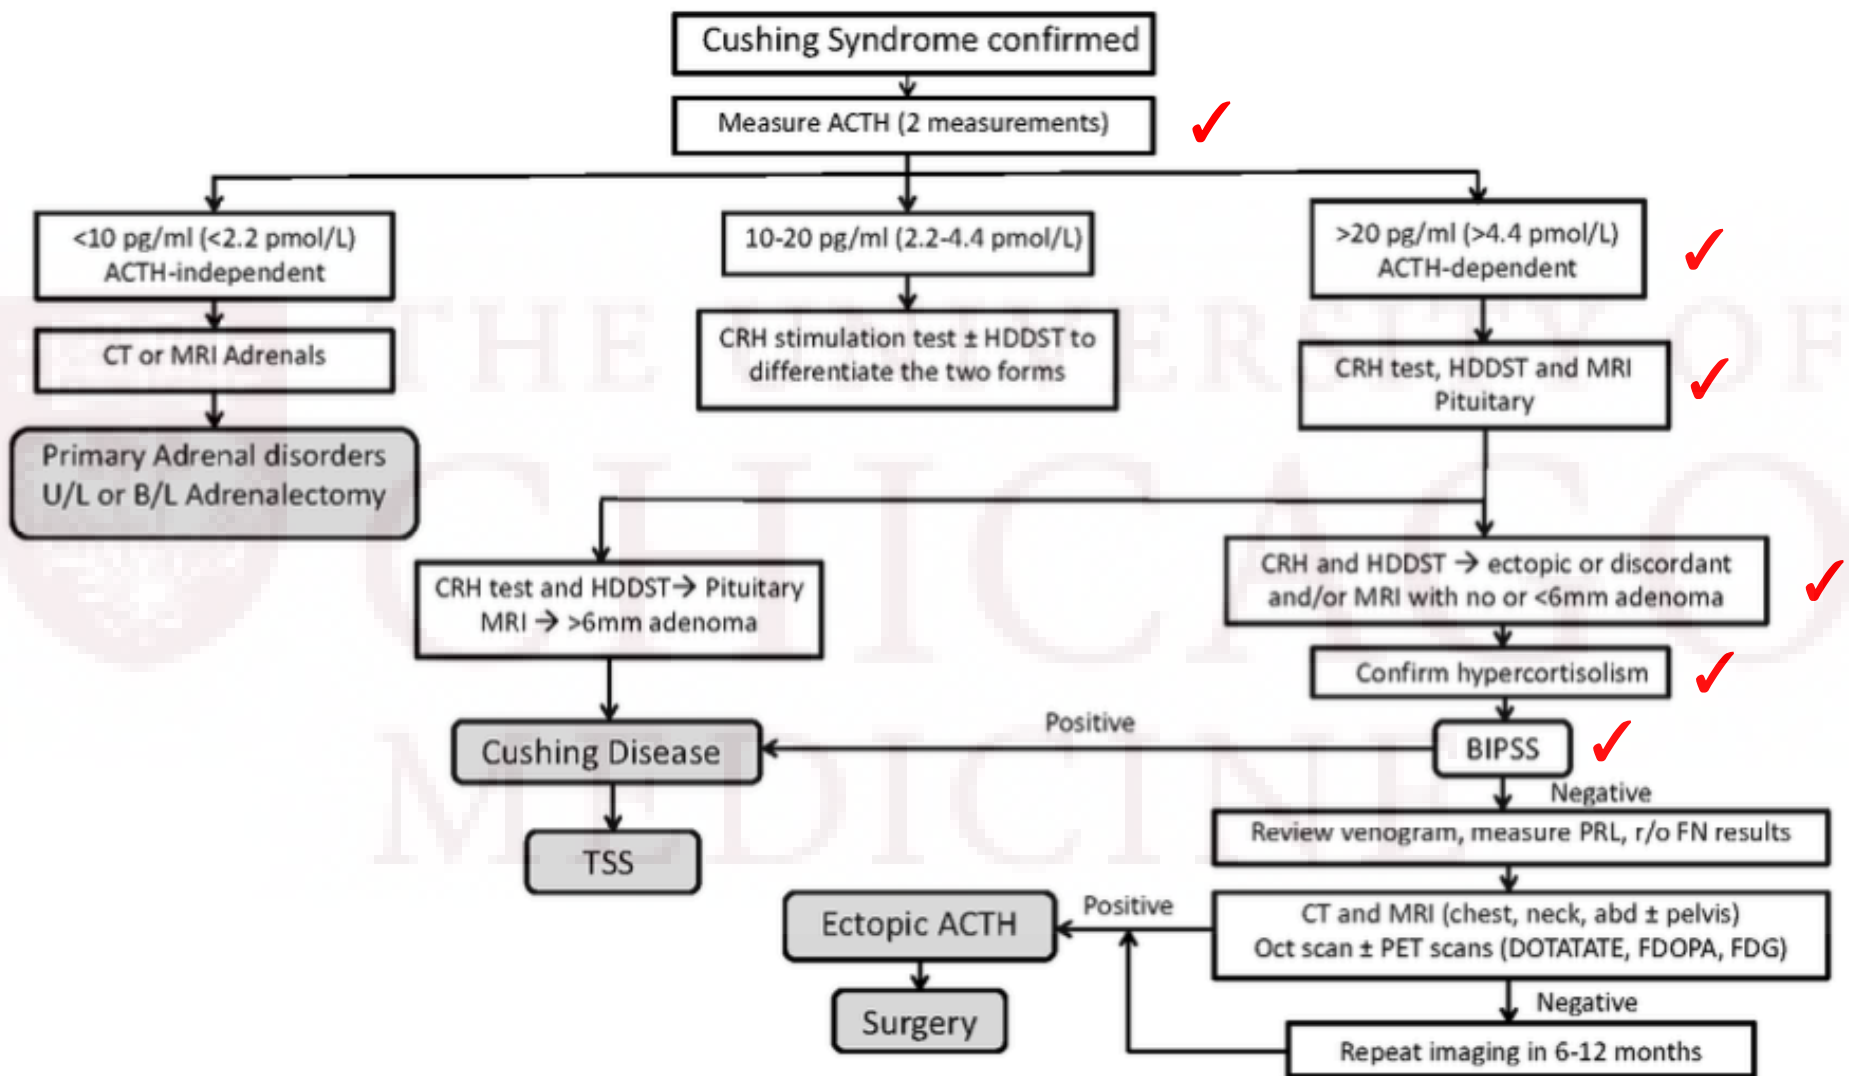 Cushing Syndrome confirmed
Measure ACTH (2 measurements)
<10 pg/ml (<2.2 pmol/L)
ACTH-independent
10-20 pg/ml (2.2-4.4 pmol/L)
>20 pg/ml (>4.4 pmol/L)
ACTH-dependent
CT or MRI Adrenals
CRH stimulation test ± HDDST to
differentiate the two forms
CRH test, HDDST and MRI
Pituitary
Primary Adrenal disorders
U/L or B/L Adrenalectomy
CRH test and HDDST→ Pituitary
MRI → >6mm adenoma
CRH and HDDST → ectopic or discordant
and/or MRI with no or <6mm adenoma
Confirm hypercortisolism
Cushing Disease
Positive
BIPSS
Negative
TSS
Review venogram, measure PRL, r/o FN results
Ectopic ACTH
Positive
CT and MRI (chest, neck, abd ± pelvis)
Oct scan ± PET scans (DOTATATE, FDOPA, FDG)
Negative
Surgery
Repeat imaging in 6-12 months
THE UNIVERSITY OF
CHICAGO
MEDICINE